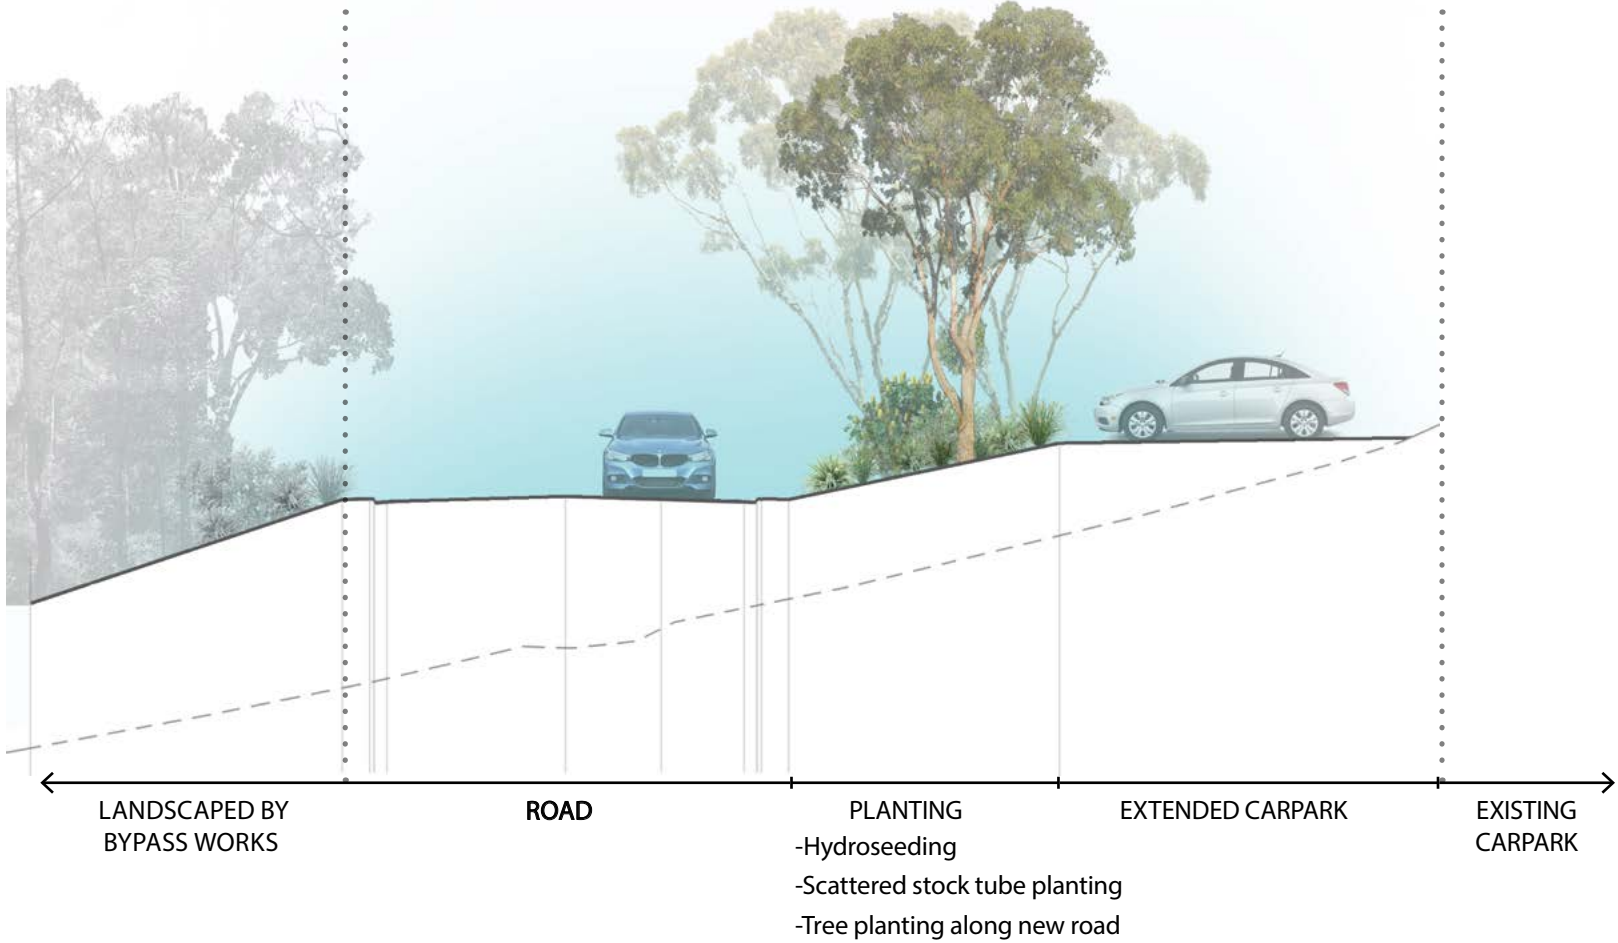 LANDSCAPED BY
BYPASS WORKS
ROAD
PLANTING
-Hydroseeding
-Scattered stock tube planting
-Tree planting along new road
EXTENDED CARPARK
EXISTING
CARPARK